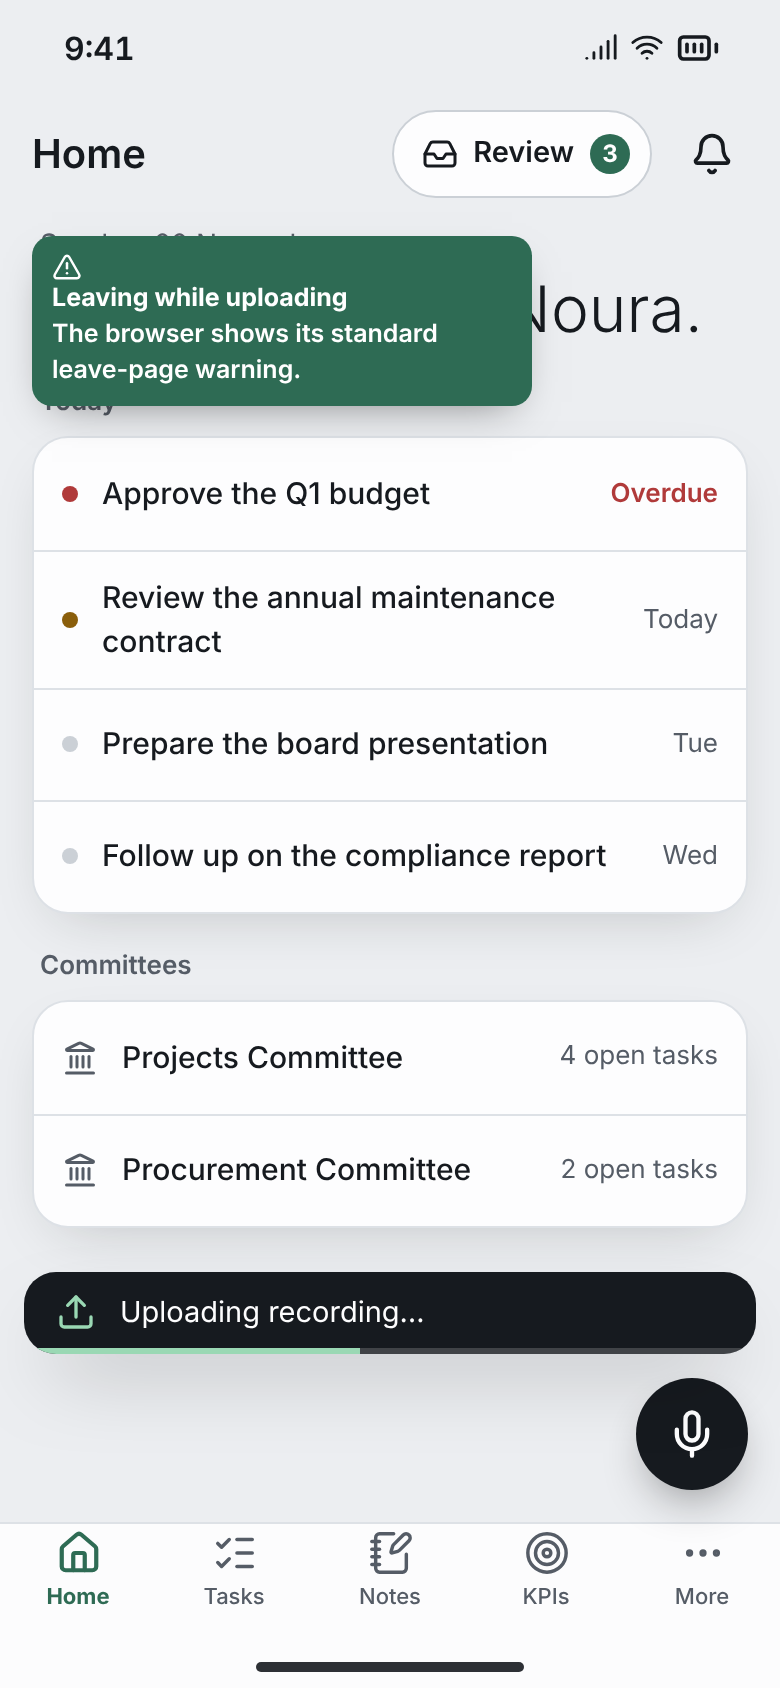 9:41
Home
Review 3
Leaving while uploading
The browser shows its standard
leave-page warning.
Noura.
Today
Approve the Q1 budget Overdue
Review the annual maintenance
contract
Today
Prepare the board presentation Tue
Follow up on the compliance report Wed
Committees
Projects Committee 4 open tasks
Procurement Committee 2 open tasks
Uploading recording...
Home Tasks Notes KPIs More